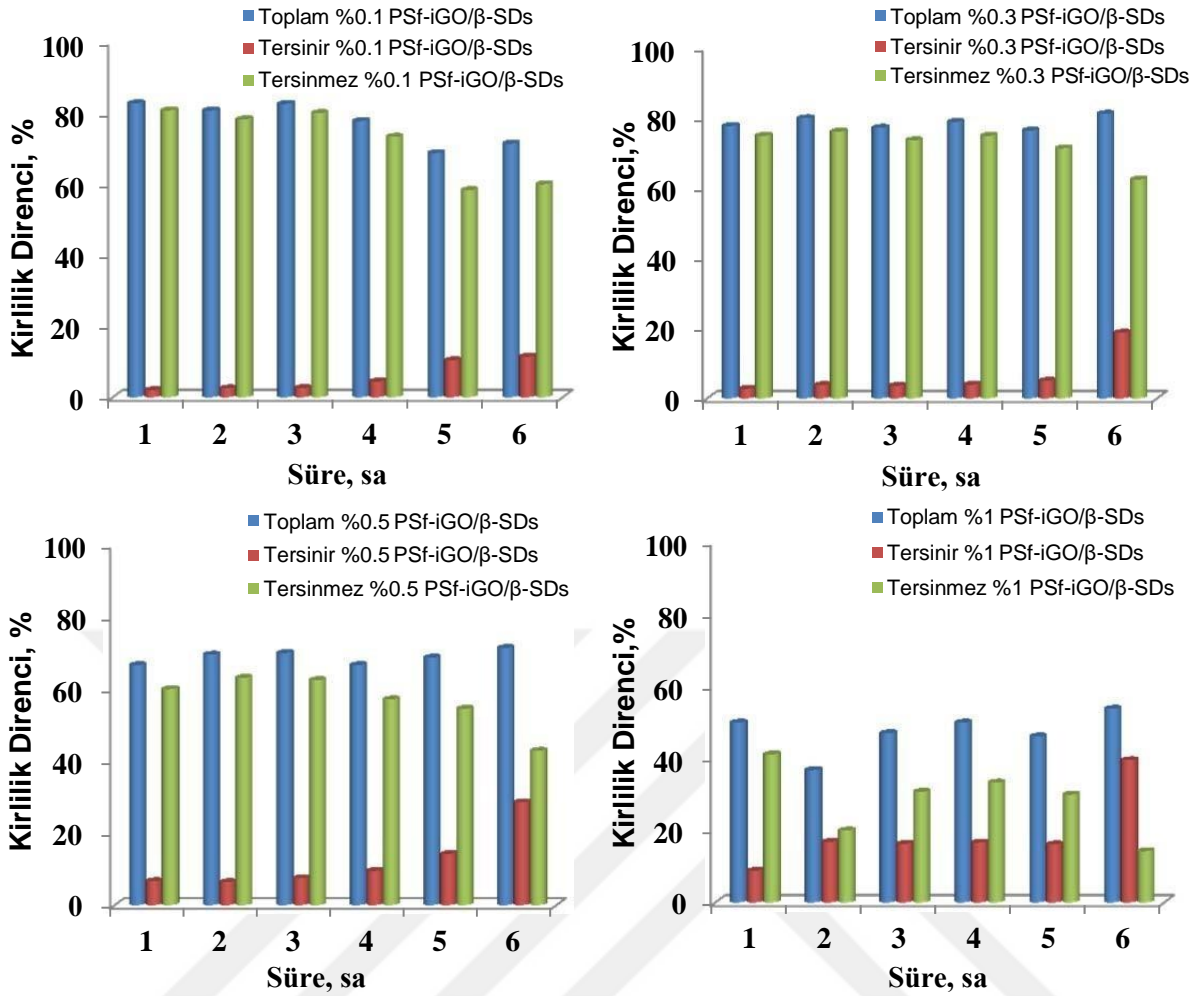 Toplam %0.1 PSf-iGO/β-SDs
Tersinir %0.1 PSf-iGO/β-SDs
Tersinmez %0.1 PSf-iGO/β-SDs
Kirlilik Direnci, %
100
80
60
40
20
0
1 2 3 4 5 6
Süre, sa
Toplam %0.3 PSf-iGO/β-SDs
Tersinir %0.3 PSf-iGO/β-SDs
Tersinmez %0.3 PSf-iGO/β-SDs
Kirlilik Direnci,%
100
80
60
40
20
0
1 2 3 4 5 6
Süre, sa
Toplam %0.5 PSf-iGO/β-SDs
Tersinir %0.5 PSf-iGO/β-SDs
Tersinmez %0.5 PSf-iGO/β-SDs
Kirlilik Direnci, %
100
80
60
40
20
0
1 2 3 4 5 6
Süre, sa
Toplam %1 PSf-iGO/β-SDs
Tersinir %1 PSf-iGO/β-SDs
Tersinmez %1 PSf-iGO/β-SDs
Kirlilik Direnci,%
100
80
60
40
20
0
1 2 3 4 5 6
Süre, sa